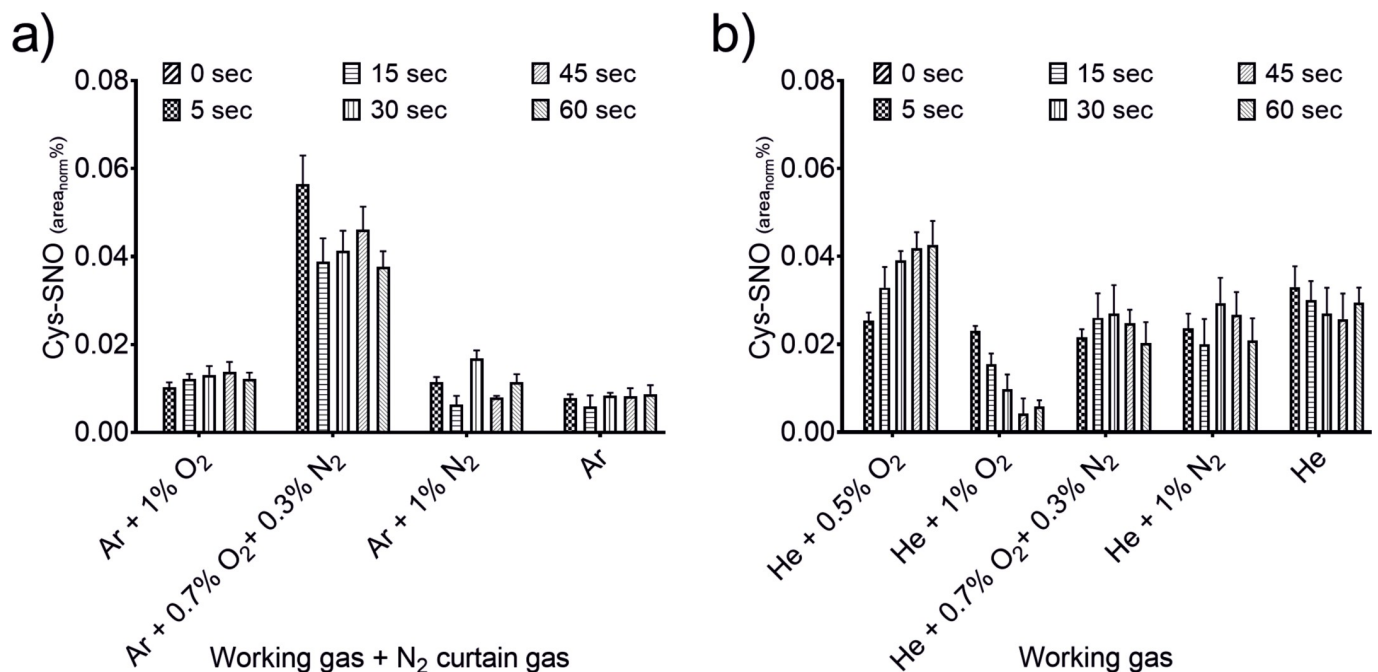 a)
0 sec 15 sec 45 sec
5 sec 30 sec 60 sec
Cys-SNO (area_norm%)
0.08
0.06
0.04
0.02
0.00
Ar + 1% O₂
Ar + 0.7% O₂+ 0.3% N₂
Ar + 1% N₂
Ar
Working gas + N₂ curtain gas
b)
0 sec 15 sec 45 sec
5 sec 30 sec 60 sec
Cys-SNO (area_norm%)
0.08
0.06
0.04
0.02
0.00
He + 0.5% O₂
He + 1% O₂
He + 0.7% O₂+ 0.3% N₂
He + 1% N₂
He
Working gas